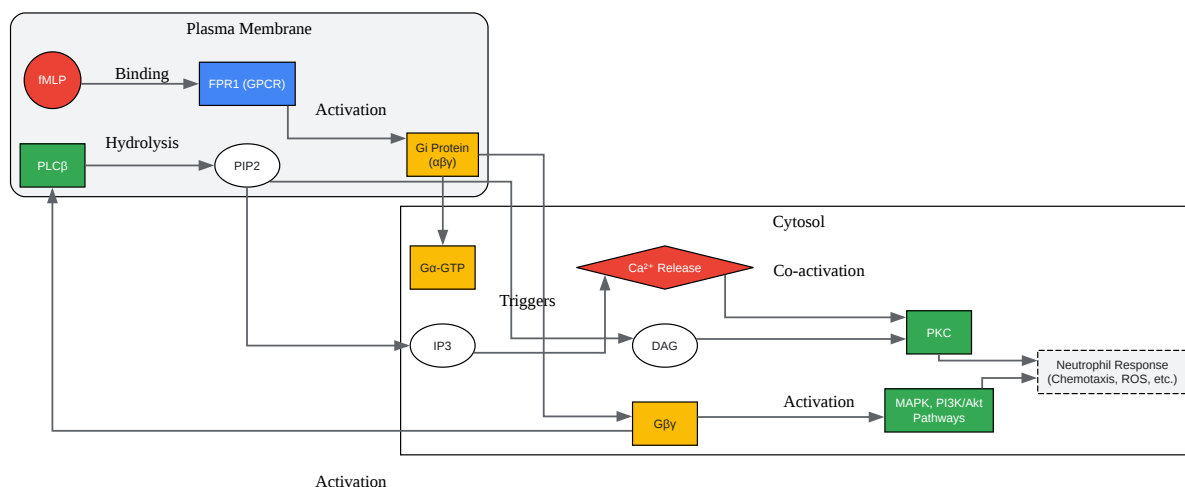 Plasma Membrane
fMLP
Binding
FPR1 (GPCR)
Activation
Hydrolysis
PLCβ
PIP2
Gi Protein
(αβγ)
Cytosol
Gα-GTP
Ca²⁺ Release
Co-activation
Triggers
IP3
DAG
PKC
Neutrophil Response
(Chemotaxis, ROS, etc.)
Gβγ
Activation
MAPK, PI3K/Akt
Pathways
Activation